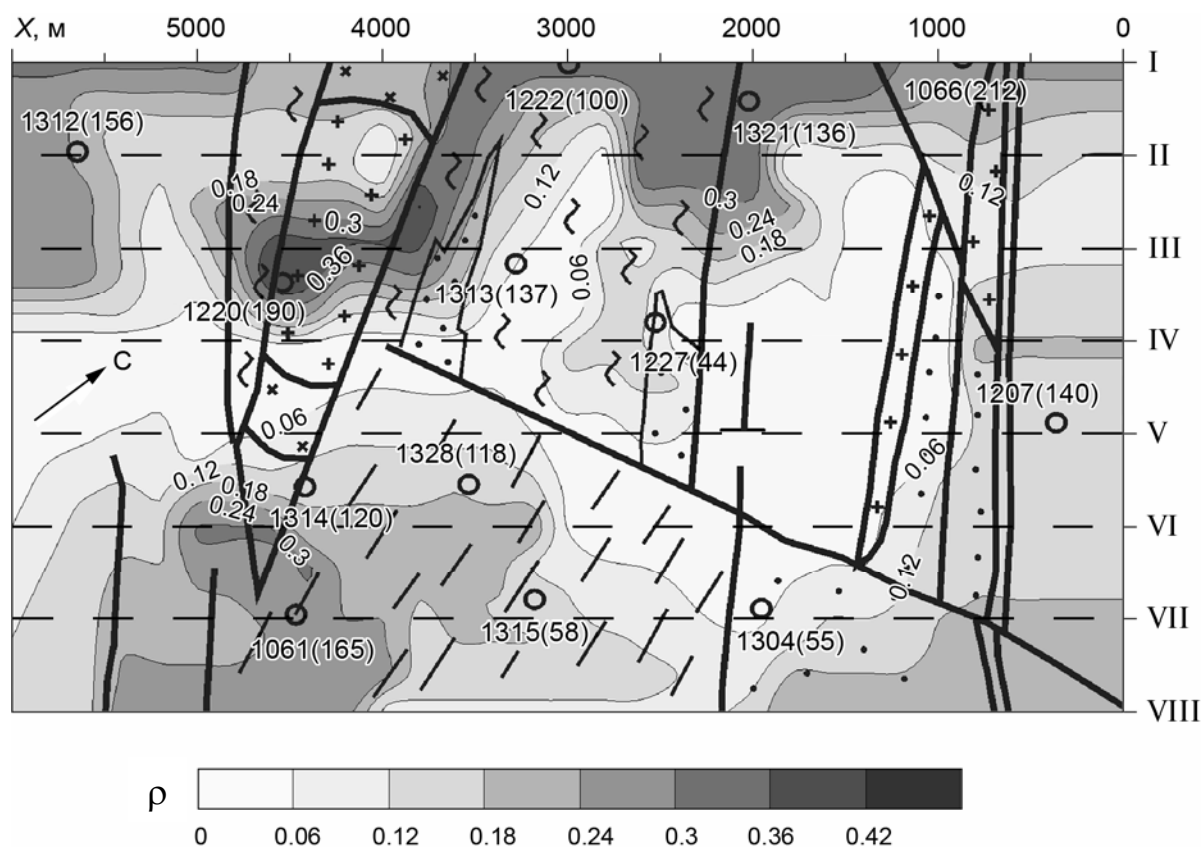 X, м 5000 4000 3000 2000 1000 0
I
1222(100)
1066(212)
1312(156)
1321(136)
II
0.18
0.12
0.3
0.12
0.24
0.3
0.24
0.18
III
0.36
0.06
1313(137)
1220(190)
IV
1227(44)
С
1207(140)
0.06
V
0.06
1328(118)
0.12
0.18
0.24
1314(120)
VI
0.3
0.12
VII
1315(58)
1304(55)
1061(165)
VIII
ρ
0 0.06 0.12 0.18 0.24 0.3 0.36 0.42